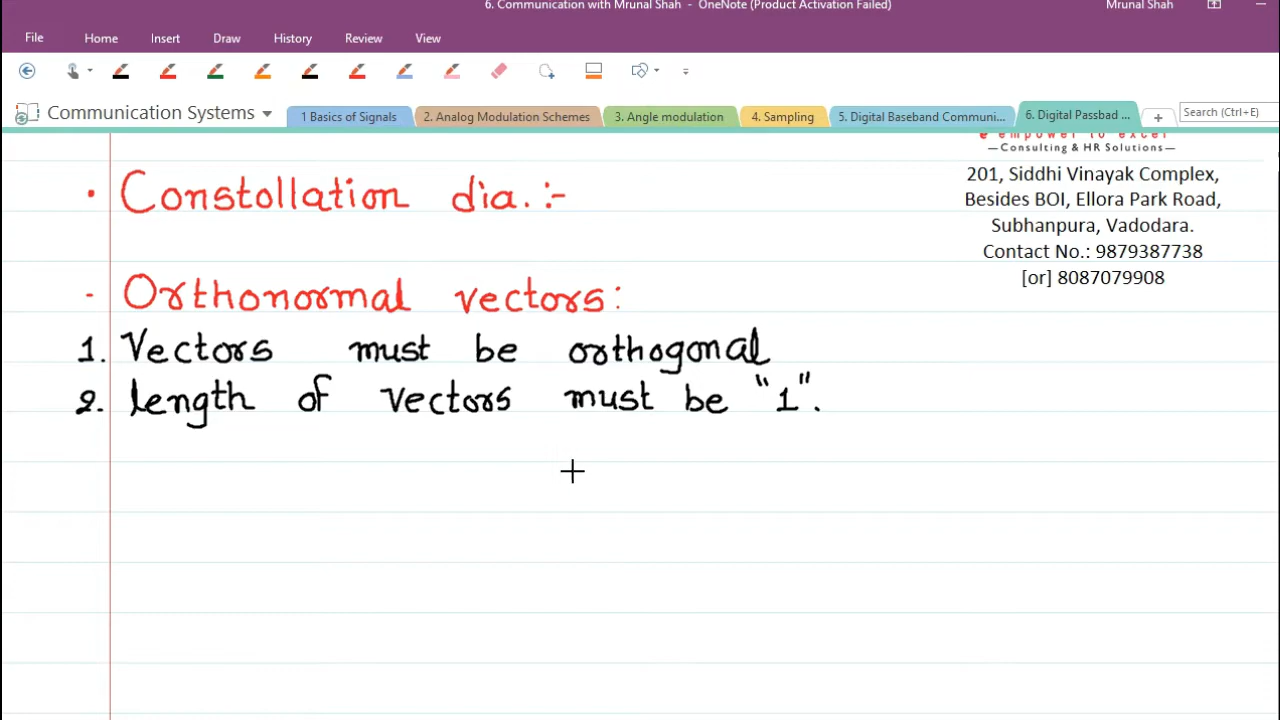 6. Communication with Mrunal Shah - OneNote (Product Activation Failed)
Mrunal Shah
File Home Insert Draw History Review View
Communication Systems
1 Basics of Signals
2. Analog Modulation Schemes
3. Angle modulation
4. Sampling
5. Digital Baseband Communi...
6. Digital Passbad ...
Search (Ctrl+E)
empower to excel
—Consulting & HR Solutions—
201, Siddhi Vinayak Complex,
Besides BOI, Ellora Park Road,
Subhanpura, Vadodara.
Contact No.: 9879387738
[or] 8087079908
• Constollation dia. :-
- Orthonormal vectors:
1. Vectors must be orthogonal
2. length of vectors must be "1".